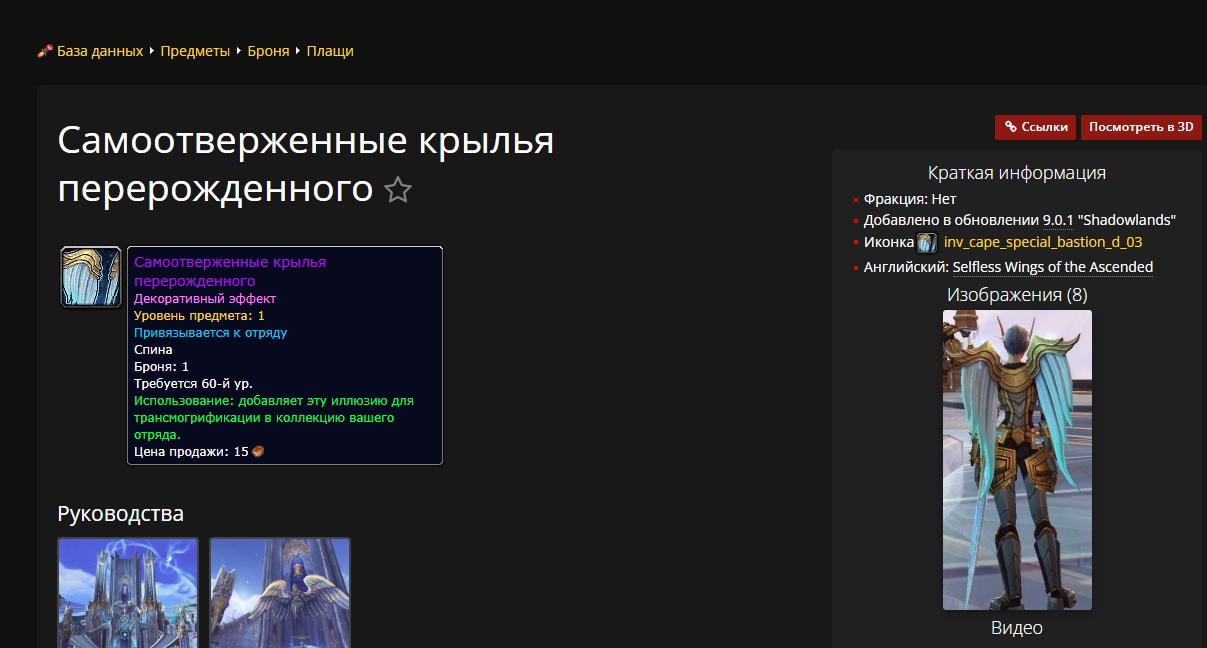 База данных Предметы Броня Плащи
Самоотверженные крылья
перерожденного
Самоотверженные крылья
перерожденного
Декоративный эффект
Уровень предмета: 1
Привязывается к отряду
Спина
Броня: 1
Требуется 60-й ур.
Использование: добавляет эту иллюзию для
трансмогрификации в коллекцию вашего
отряда.
Цена продажи: 15
Руководства
Ссылки Посмотреть в 3D
Краткая информация
Фракция: Нет
Добавлено в обновлении 9.0.1 "Shadowlands"
Иконка inv_cape_special_bastion_d_03
Английский: Selfless Wings of the Ascended
Изображения (8)
Видео